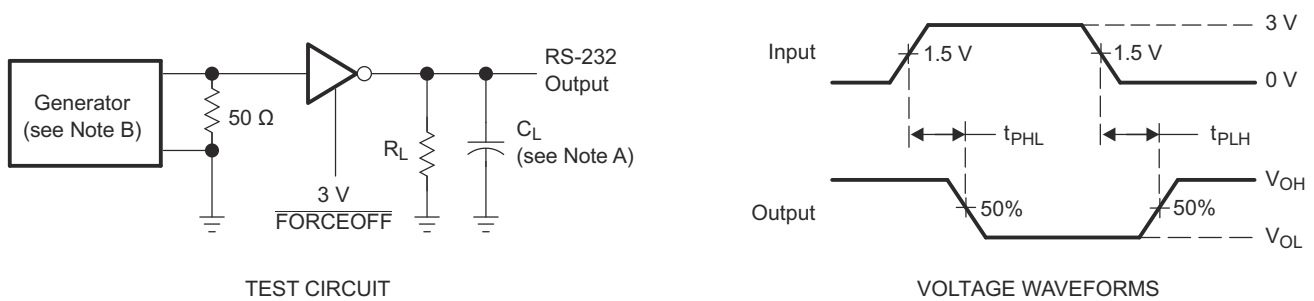 Generator
(see Note B)
50 Ω
3 V
FORCEOFF
R_L
C_L
(see Note A)
RS-232
Output
TEST CIRCUIT
Input
1.5 V
1.5 V
3 V
0 V
t_PHL
t_PLH
Output
50%
50%
V_OH
V_OL
VOLTAGE WAVEFORMS